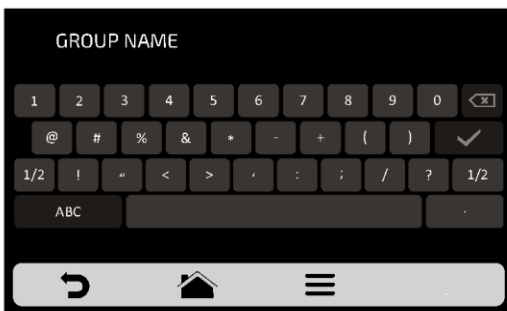 GROUP NAME
1 2 3 4 5 6 7 8 9 0
@ # % & * - + ( )
1/2 ! “ < > ‘ : ; / ? 1/2
ABC .